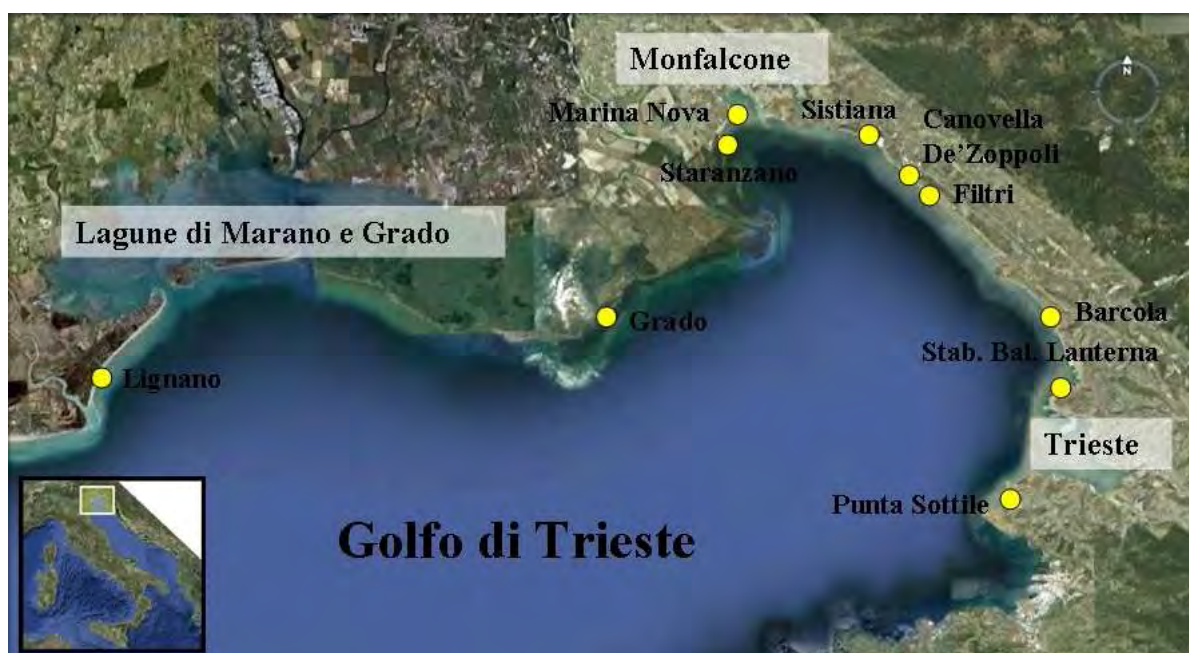 Monfalcone
Marina Nova
Sistiana
Canovella
De'Zoppoli
Staranzano
Filtri
Lagune di Marano e Grado
Grado
Barcola
Stab. Bal. Lanterna
Lignano
Trieste
Punta Sottile
Golfo di Trieste
N